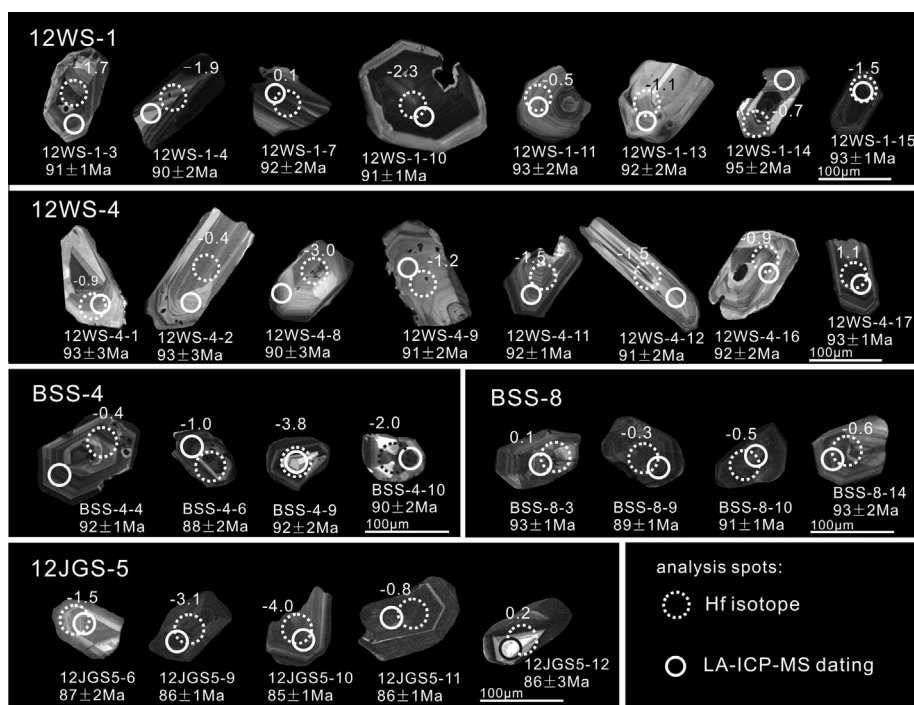 12WS-1
-1.7
-1.9
0.1
-2.3
-0.5
-1.1
-0.7
-1.5
12WS-1-3
91±1Ma
12WS-1-4
90±2Ma
12WS-1-7
92±2Ma
12WS-1-10
91±1Ma
12WS-1-11
93±2Ma
12WS-1-13
92±2Ma
12WS-1-14
95±2Ma
12WS-1-15
93±1Ma
100μm
12WS-4
-0.9
-0.4
-3.0
-1.2
-1.5
-1.5
-0.9
1.1
12WS-4-1
93±3Ma
12WS-4-2
93±3Ma
12WS-4-8
90±3Ma
12WS-4-9
91±2Ma
12WS-4-11
92±1Ma
12WS-4-12
91±2Ma
12WS-4-16
92±2Ma
12WS-4-17
93±1Ma
100μm
BSS-4
-0.4
-1.0
-3.8
-2.0
BSS-4-4
92±1Ma
BSS-4-6
88±2Ma
BSS-4-9
92±2Ma
BSS-4-10
90±2Ma
100μm
BSS-8
0.1
-0.3
-0.5
-0.6
BSS-8-3
93±1Ma
BSS-8-9
89±1Ma
BSS-8-10
91±1Ma
BSS-8-14
93±2Ma
100μm
12JGS-5
-1.5
-3.1
-4.0
-0.8
0.2
12JGS5-6
87±2Ma
12JGS5-9
86±1Ma
12JGS5-10
85±1Ma
12JGS5-11
86±1Ma
12JGS5-12
86±3Ma
100μm
analysis spots:
Hf isotope
LA-ICP-MS dating